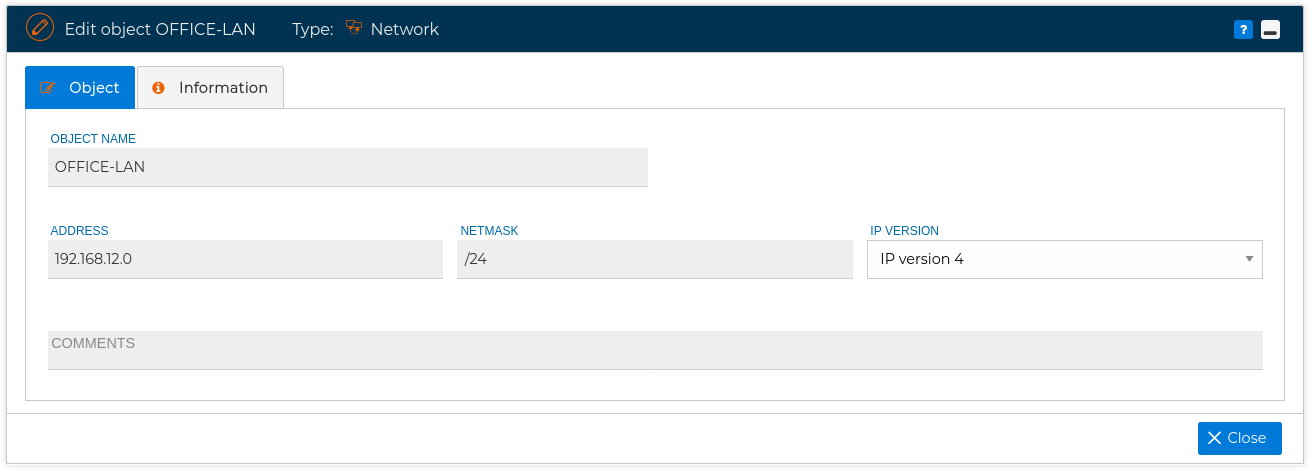 Edit object OFFICE-LAN Type: Network ?
Object Information
OBJECT NAME
OFFICE-LAN
ADDRESS NETMASK IP VERSION
192.168.12.0 /24 IP version 4
COMMENTS
Close